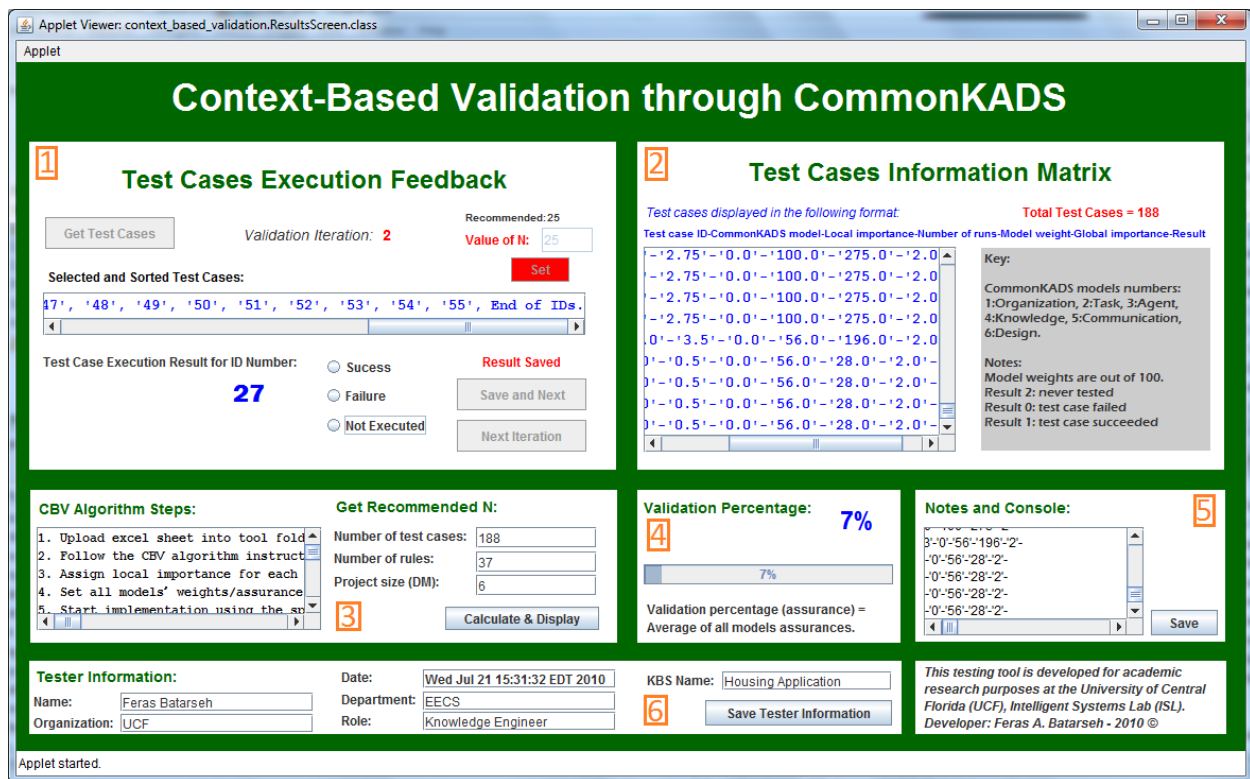 Applet Viewer: context_based_validation.ResultsScreen.class
Applet
Context-Based Validation through CommonKADS
1
Test Cases Execution Feedback
Get Test Cases
Validation Iteration: 2
Recommended:25
Value of N: 25
Set
Selected and Sorted Test Cases:
47', '48', '49', '50', '51', '52', '53', '54', '55', End of IDs.
Test Case Execution Result for ID Number:
27
Sucess
Failure
Not Executed
Result Saved
Save and Next
Next Iteration
2
Test Cases Information Matrix
Test cases displayed in the following format:
Total Test Cases = 188
Test case ID-CommonKADS model-Local importance-Number of runs-Model weight-Global importance-Result
'-'2.75'-'0.0'-'100.0'-'275.0'-'2.0
'-'2.75'-'0.0'-'100.0'-'275.0'-'2.0
'-'2.75'-'0.0'-'100.0'-'275.0'-'2.0
'-'2.75'-'0.0'-'100.0'-'275.0'-'2.0
.0'-'3.5'-'0.0'-'56.0'-'196.0'-'2.0
)'-'0.5'-'0.0'-'56.0'-'28.0'-'2.0'-
)'-'0.5'-'0.0'-'56.0'-'28.0'-'2.0'-
)'-'0.5'-'0.0'-'56.0'-'28.0'-'2.0'-
)'-'0.5'-'0.0'-'56.0'-'28.0'-'2.0'-
Key:
CommonKADS models numbers:
1:Organization, 2:Task, 3:Agent,
4:Knowledge, 5:Communication,
6:Design.
Notes:
Model weights are out of 100.
Result 2: never tested
Result 0: test case failed
Result 1: test case succeeded
CBV Algorithm Steps:
1. Upload excel sheet into tool fold
2. Follow the CBV algorithm instruct
3. Assign local importance for each
4. Set all models' weights/assurance
5. Start implementation using the sp
3
Get Recommended N:
Number of test cases: 188
Number of rules: 37
Project size (DM): 6
Calculate & Display
Validation Percentage:
7%
4
7%
Validation percentage (assurance) =
Average of all models assurances.
Notes and Console:
5
3'-'0'-'56'-'196'-'2'-
-'0'-'56'-'28'-'2'-
-'0'-'56'-'28'-'2'-
-'0'-'56'-'28'-'2'-
-'0'-'56'-'28'-'2'-
Save
Tester Information:
Name: Feras Batarseh
Organization: UCF
Date: Wed Jul 21 15:31:32 EDT 2010
Department: EECS
Role: Knowledge Engineer
KBS Name: Housing Application
6
Save Tester Information
This testing tool is developed for academic
research purposes at the University of Central
Florida (UCF), Intelligent Systems Lab (ISL).
Developer: Feras A. Batarseh - 2010 ©
Applet started.